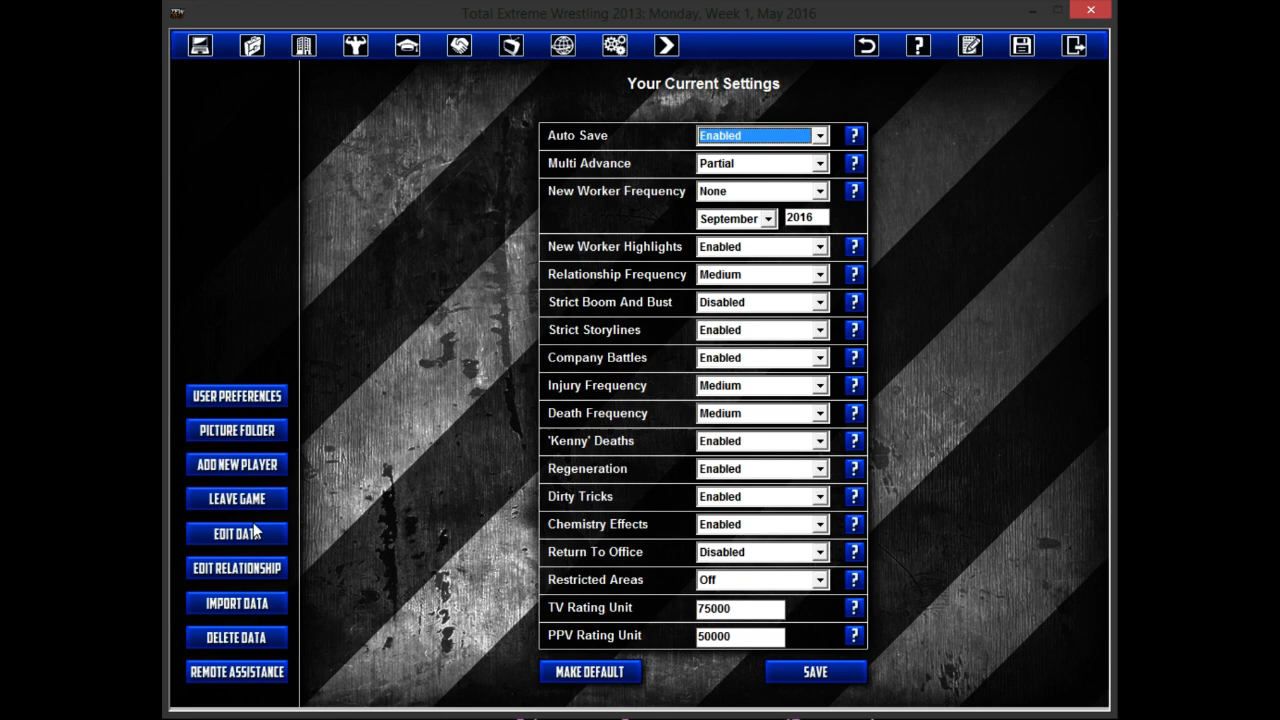 TEW
Total Extreme Wrestling 2013: Monday, Week 1, May 2016
Your Current Settings
Auto Save Enabled ?
Multi Advance Partial ?
New Worker Frequency None ?
September 2016
New Worker Highlights Enabled ?
Relationship Frequency Medium ?
Strict Boom And Bust Disabled ?
Strict Storylines Enabled ?
Company Battles Enabled ?
Injury Frequency Medium ?
Death Frequency Medium ?
'Kenny' Deaths Enabled ?
Regeneration Enabled ?
Dirty Tricks Enabled ?
Chemistry Effects Enabled ?
Return To Office Disabled ?
Restricted Areas Off ?
TV Rating Unit 75000 ?
PPV Rating Unit 50000 ?
MAKE DEFAULT SAVE
USER PREFERENCES
PICTURE FOLDER
ADD NEW PLAYER
LEAVE GAME
EDIT DATA
EDIT RELATIONSHIP
IMPORT DATA
DELETE DATA
REMOTE ASSISTANCE